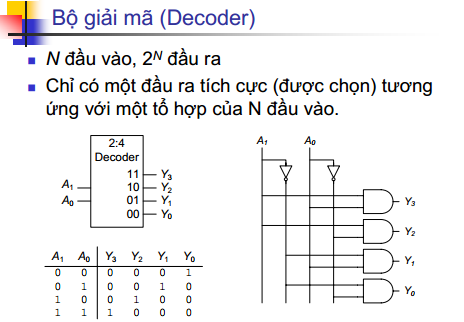 Bộ giải mã (Decoder)
N đầu vào, 2^N đầu ra
Chỉ có một đầu ra tích cực (được chọn) tương
ứng với một tổ hợp của N đầu vào.
2:4
Decoder
11 Y3
A1 10 Y2
A0 01 Y1
00 Y0
A1 A0 Y3 Y2 Y1 Y0
0 0 0 0 0 1
0 1 0 0 1 0
1 0 0 1 0 0
1 1 1 0 0 0
A1 A0
Y3
Y2
Y1
Y0